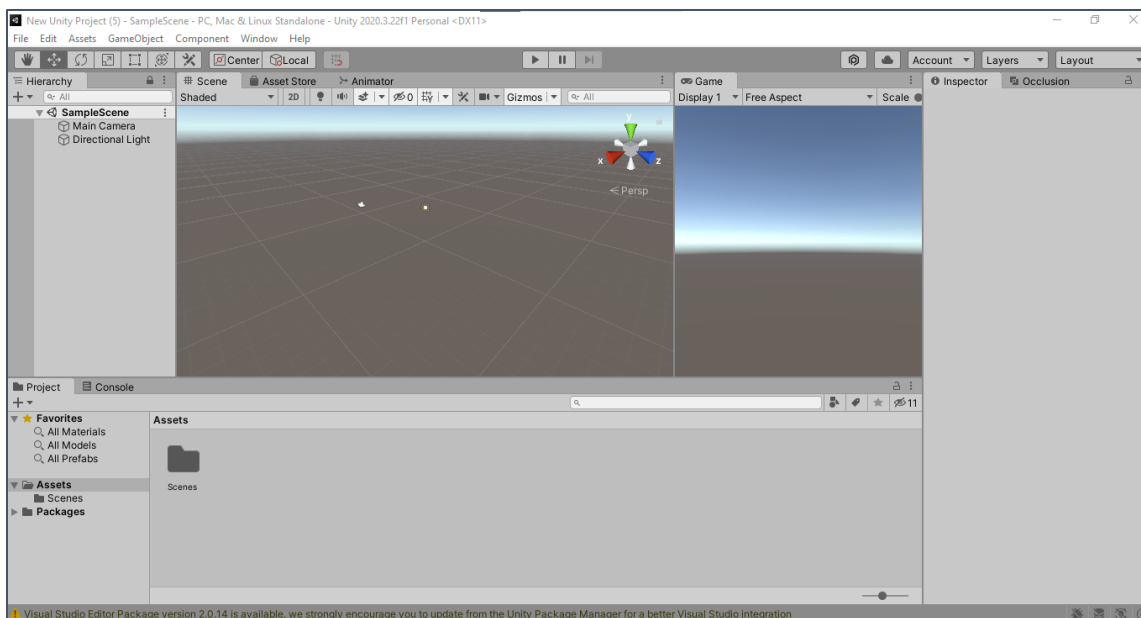 New Unity Project (5) - SampleScene - PC, Mac & Linux Standalone - Unity 2020.3.22f1 Personal <DX11>
File Edit Assets GameObject Component Window Help
Center Local Account Layers Layout
Hierarchy Scene Asset Store Animator Game Inspector Occlusion
All Shaded 2D 0 Gizmos All Display 1 Free Aspect Scale
SampleScene
Main Camera
Directional Light
y
x z
Persp
Project Console
11
Favorites Assets
All Materials
All Models
All Prefabs
Assets Scenes
Scenes
Packages
Visual Studio Editor Package version 2.0.14 is available, we strongly encourage you to update from the Unity Package Manager for a better Visual Studio integration